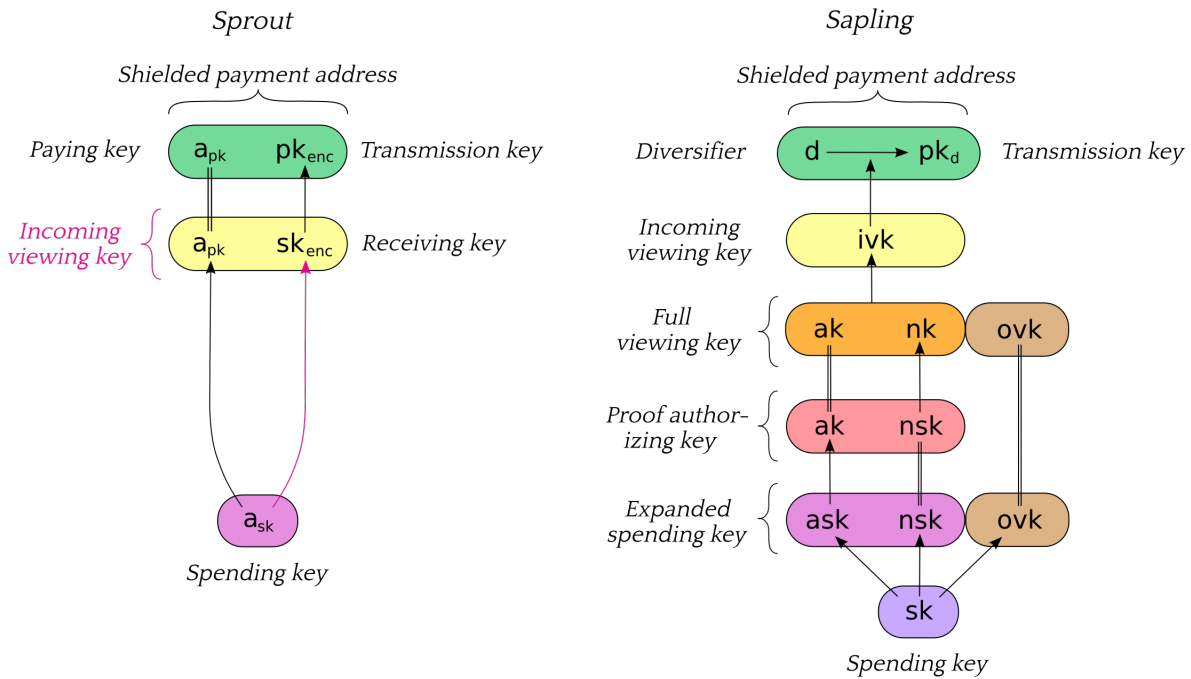 Sprout
Shielded payment address
Paying key
a_pk pk_enc
Transmission key
Incoming
viewing key
a_pk sk_enc
Receiving key
a_sk
Spending key
Sapling
Shielded payment address
Diversifier
d pk_d
Transmission key
Incoming
viewing key
ivk
Full
viewing key
ak nk ovk
Proof author-
izing key
ak nsk
Expanded
spending key
ask nsk ovk
sk
Spending key